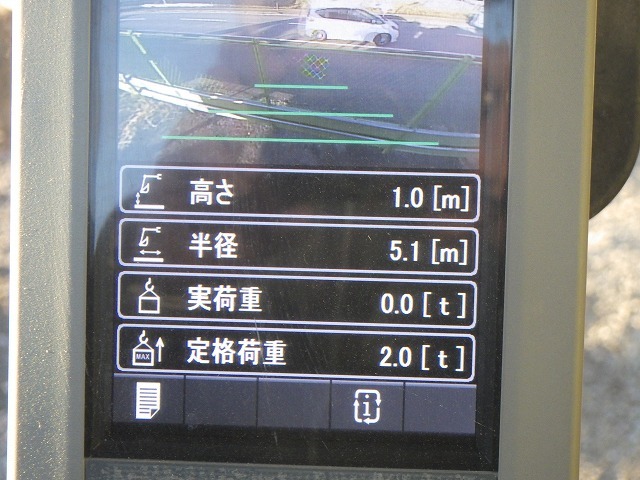 高さ 1.0 [m]
半径 5.1 [m]
実荷重 0.0 [ t ]
MAX 定格荷重 2.0 [ t ]
i